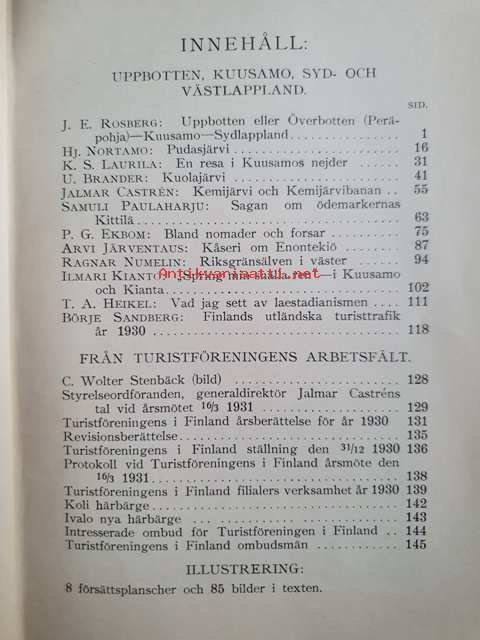 INNEHÅLL:
UPPBOTTEN, KUUSAMO, SYD- OCH
VÄSTLAPPLAND.
SID.
J. E. ROSBERG: Uppbotten eller Överbotten (Perä-
pohja)—Kuusamo—Sydlappland 1
HJ. NORTAMO: Pudasjärvi 16
K. S. LAURILA: En resa i Kuusamos nejder 31
U. BRANDER: Kuolajärvi 41
JALMAR CASTRÉN: Kemijärvi och Kemijärvibanan 55
SAMULI PAULAHARJU: Sagan om ödemarkernas
Kittilä 63
P. G. EKBOM: Bland nomader och forsar 75
ARVI JÄRVENTAUS: Kåseri om Enontekiö 87
RAGNAR NUMELIN: Riksgränsälven i väster 94
Antikvariaatit.net
ILMARI KIANTO: »Spring min snälla ren»—i Kuusamo
och Kianta 102
T. A. HEIKEL: Vad jag sett av laestadianismen 111
BÖRJE SANDBERG: Finlands utländska turisttrafik
år 1930 118
FRÅN TURISTFÖRENINGENS ARBETSFÄLT.
C. Wolter Stenbäck (bild) 128
Styrelseordföranden, generaldirektör Jalmar Castréns
tal vid årsmötet 16/3 1931 129
Turistföreningens i Finland årsberättelse för år 1930 131
Revisionsberättelse 135
Turistföreningens i Finland ställning den 31/12 1930 136
Protokoll vid Turistföreningens i Finland årsmöte den
16/3 1931 138
Turistföreningens i Finland filialers verksamhet år 1930 139
Koli härbärge 142
Ivalo nya härbärge 143
Intresserade ombud för Turistföreningen i Finland 144
Turistföreningens i Finland ombudsmän 145
ILLUSTRERING:
8 försättsplanscher och 85 bilder i texten.